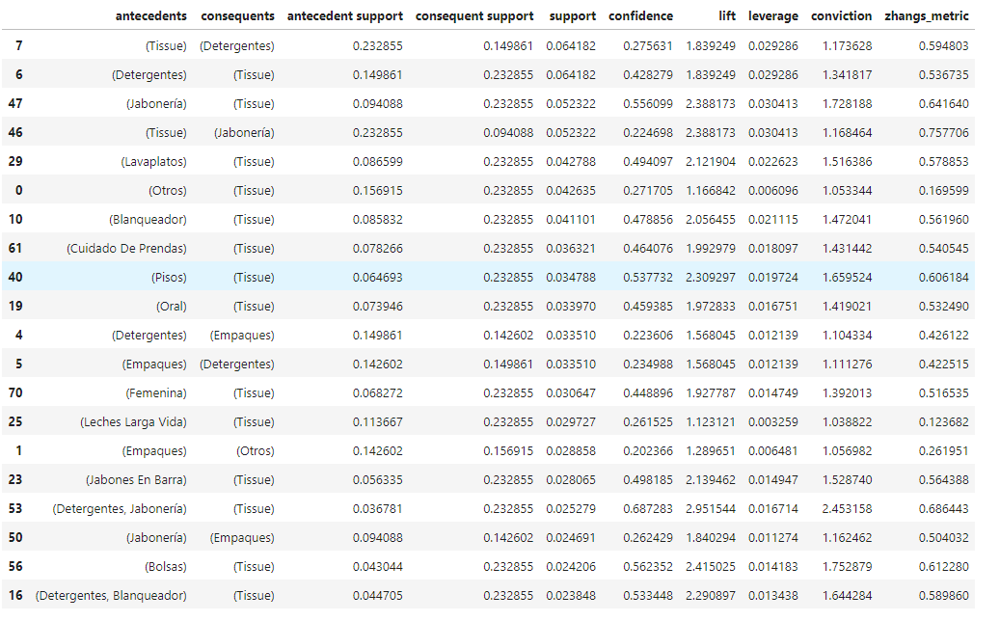 antecedents consequents antecedent support consequent support support confidence lift leverage conviction zhangs_metric
7 (Tissue) (Detergentes) 0.232855 0.149861 0.064182 0.275631 1.839249 0.029286 1.173628 0.594803
6 (Detergentes) (Tissue) 0.149861 0.232855 0.064182 0.428279 1.839249 0.029286 1.341817 0.536735
47 (Jabonería) (Tissue) 0.094088 0.232855 0.052322 0.556099 2.388173 0.030413 1.728188 0.641640
46 (Tissue) (Jabonería) 0.232855 0.094088 0.052322 0.224698 2.388173 0.030413 1.168464 0.757706
29 (Lavaplatos) (Tissue) 0.086599 0.232855 0.042788 0.494097 2.121904 0.022623 1.516386 0.578853
0 (Otros) (Tissue) 0.156915 0.232855 0.042635 0.271705 1.166842 0.006096 1.053344 0.169599
10 (Blanqueador) (Tissue) 0.085832 0.232855 0.041101 0.478856 2.056455 0.021115 1.472041 0.561960
61 (Cuidado De Prendas) (Tissue) 0.078266 0.232855 0.036321 0.464076 1.992979 0.018097 1.431442 0.540545
40 (Pisos) (Tissue) 0.064693 0.232855 0.034788 0.537732 2.309297 0.019724 1.659524 0.606184
19 (Oral) (Tissue) 0.073946 0.232855 0.033970 0.459385 1.972833 0.016751 1.419021 0.532490
4 (Detergentes) (Empaques) 0.149861 0.142602 0.033510 0.223606 1.568045 0.012139 1.104334 0.426122
5 (Empaques) (Detergentes) 0.142602 0.149861 0.033510 0.234988 1.568045 0.012139 1.111276 0.422515
70 (Femenina) (Tissue) 0.068272 0.232855 0.030647 0.448896 1.927787 0.014749 1.392013 0.516535
25 (Leches Larga Vida) (Tissue) 0.113667 0.232855 0.029727 0.261525 1.123121 0.003259 1.038822 0.123682
1 (Empaques) (Otros) 0.142602 0.156915 0.028858 0.202366 1.289651 0.006481 1.056982 0.261951
23 (Jabones En Barra) (Tissue) 0.056335 0.232855 0.028065 0.498185 2.139462 0.014947 1.528740 0.564388
53 (Detergentes, Jabonería) (Tissue) 0.036781 0.232855 0.025279 0.687283 2.951544 0.016714 2.453158 0.686443
50 (Jabonería) (Empaques) 0.094088 0.142602 0.024691 0.262429 1.840294 0.011274 1.162462 0.504032
56 (Bolsas) (Tissue) 0.043044 0.232855 0.024206 0.562352 2.415025 0.014183 1.752879 0.612280
16 (Detergentes, Blanqueador) (Tissue) 0.044705 0.232855 0.023848 0.533448 2.290897 0.013438 1.644284 0.589860